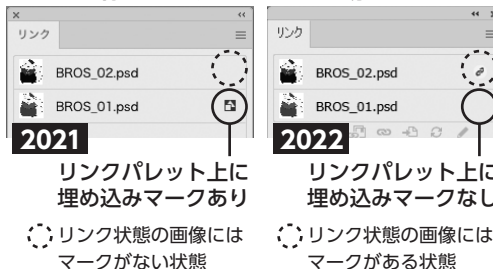 リンク
BROS_02.psd
BROS_01.psd
2021
リンクパレット上に
埋め込みマークあり
リンク状態の画像には
マークがない状態
リンク
BROS_02.psd
BROS_01.psd
2022
リンクパレット上に
埋め込みマークなし
リンク状態の画像には
マークがある状態